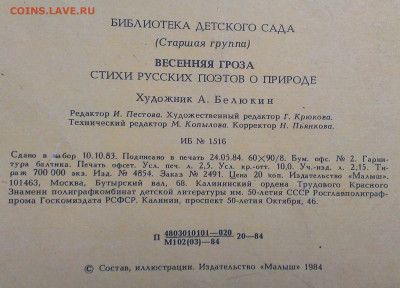 COINS.LAVE.RU
БИБЛИОТЕКА ДЕТСКОГО САДА
(Старшая группа)
ВЕСЕННЯЯ ГРОЗА
СТИХИ РУССКИХ ПОЭТОВ О ПРИРОДЕ
Художник А. Белюкин
Редактор И. Пестова. Художественный редактор Г. Крюкова.
Технический редактор М. Копылова. Корректор Н. Пьянкова.
ИБ № 1516
Сдано в набор 10.10.83. Подписано в печать 24.05.84. 60×90/8. Бум. офс. № 2. Гарни-
тура балтика. Печать офсет. Усл. печ. л. 2,5. Усл. кр.-отт. 10,0. Уч.-изд. л. 2,15. Ти-
раж 700 000 экз. Изд. № 4854. Заказ № 2491. Цена 20 коп. Издательство «Малыш».
101463, Москва, Бутырский вал, 68. Калининский ордена Трудового Красного
Знамени полиграфкомбинат детской литературы им. 50-летия СССР Росглавполиграф-
прома Госкомиздата РСФСР. Калинин, проспект 50-летия Октября, 46.
П 4803010101—020
М102(03)—84 20—84
© Состав, иллюстрации. Издательство «Малыш» 1984